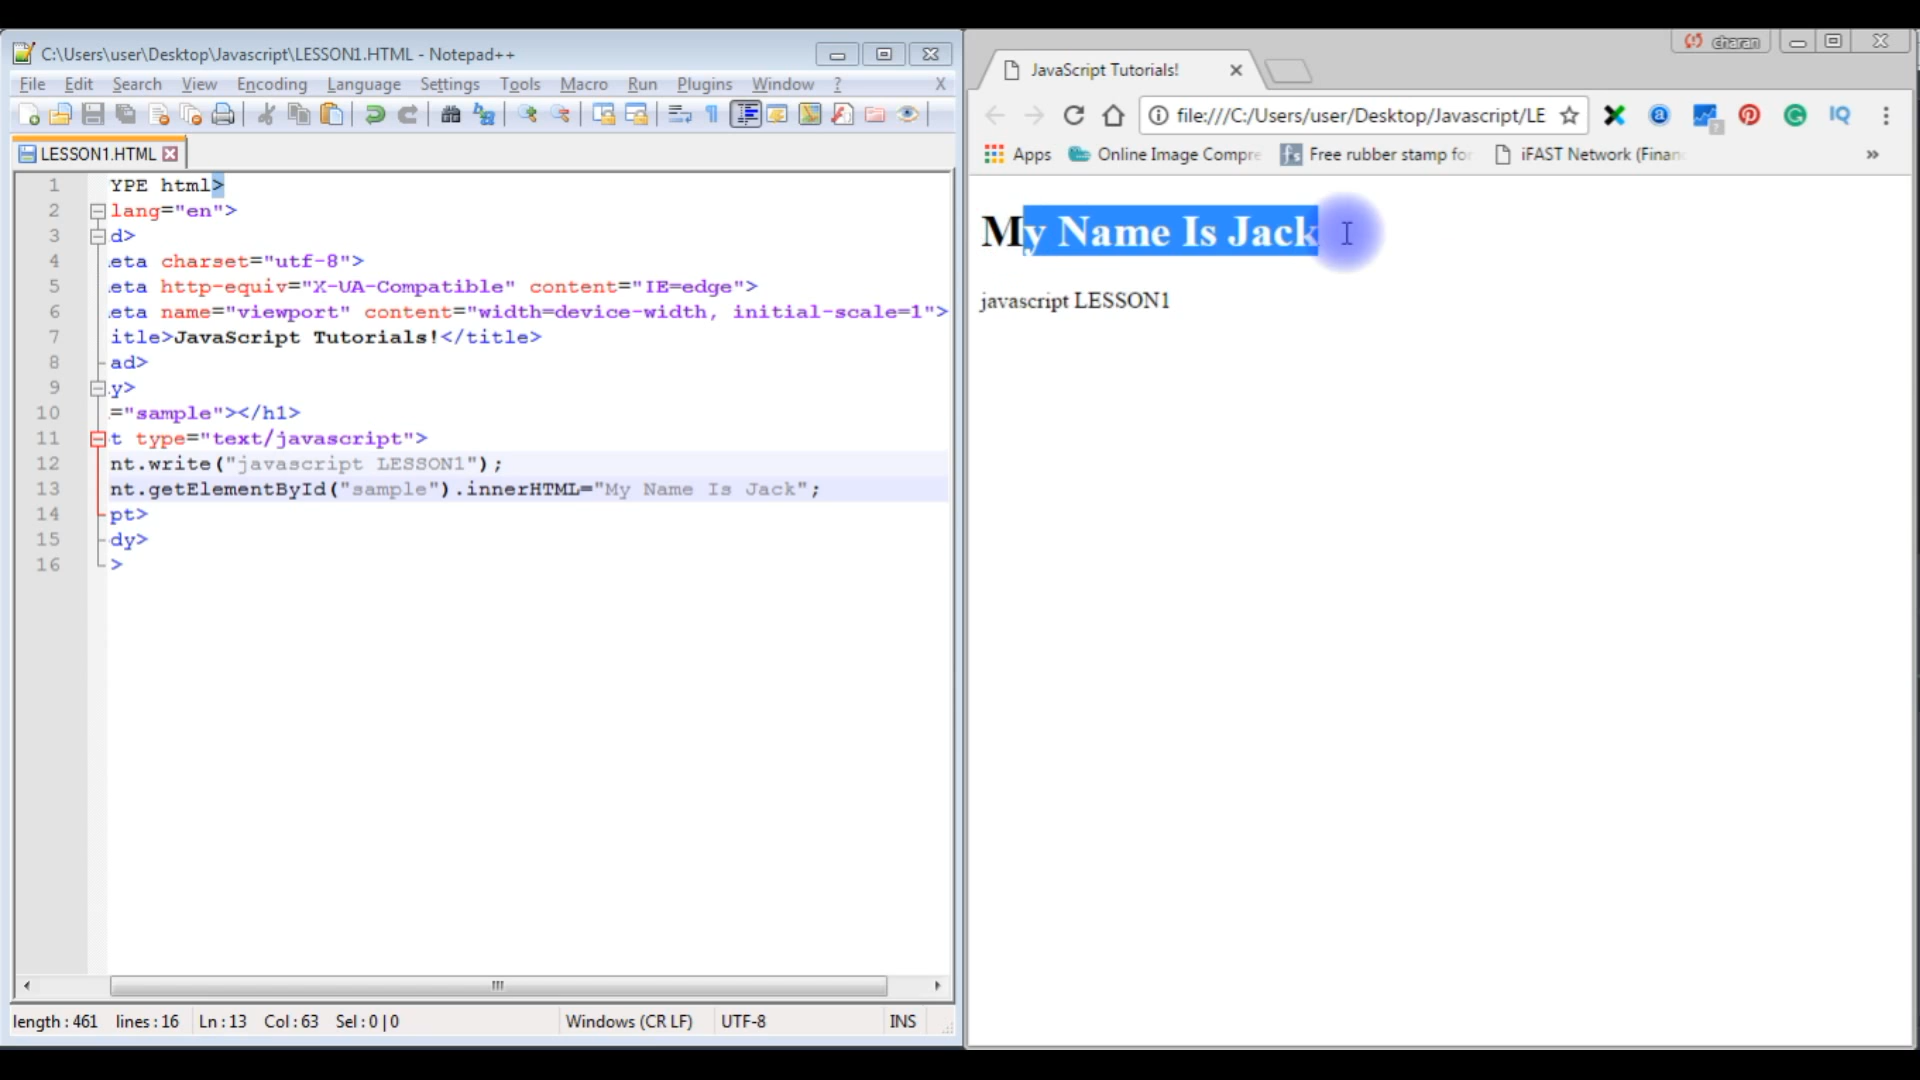 C:\Users\user\Desktop\Javascript\LESSON1.HTML - Notepad++
File Edit Search View Encoding Language Settings Tools Macro Run Plugins Window ? X
LESSON1.HTML
1 YPE html>
2 lang="en">
3 d>
4 eta charset="utf-8">
5 eta http-equiv="X-UA-Compatible" content="IE=edge">
6 eta name="viewport" content="width=device-width, initial-scale=1">
7 itle>JavaScript Tutorials!</title>
8 ad>
9 y>
10 ="sample"></h1>
11 t type="text/javascript">
12 nt.write("javascript LESSON1");
13 nt.getElementById("sample").innerHTML="My Name Is Jack";
14 pt>
15 dy>
16 >
length : 461 lines : 16 Ln : 13 Col : 63 Sel : 0 | 0 Windows (CR LF) UTF-8 INS
charan
JavaScript Tutorials!
file:///C:/Users/user/Desktop/Javascript/LE
IQ
Apps Online Image Compre Free rubber stamp for iFAST Network (Finan »
My Name Is Jack
javascript LESSON1